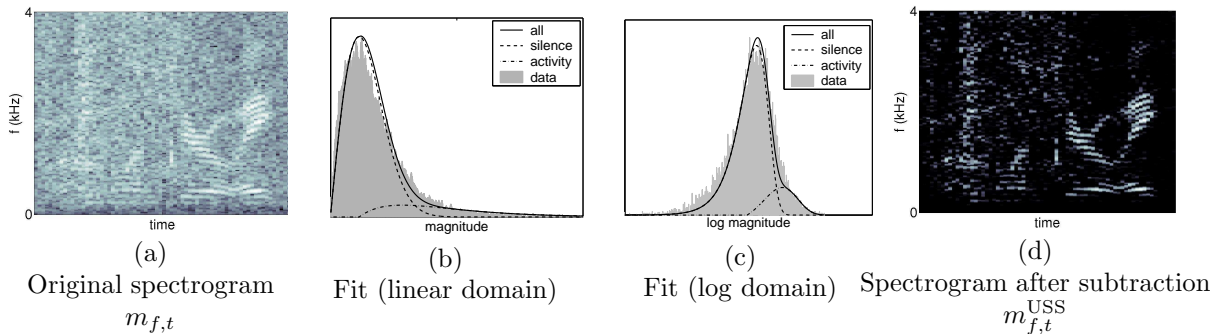 4
f (kHz)
0
time
(a)
Original spectrogram
$m_{f,t}$
all
silence
activity
data
magnitude
(b)
Fit (linear domain)
all
silence
activity
data
log magnitude
(c)
Fit (log domain)
4
f (kHz)
0
time
(d)
Spectrogram after subtraction
$m_{f,t}^{\mathrm{USS}}$